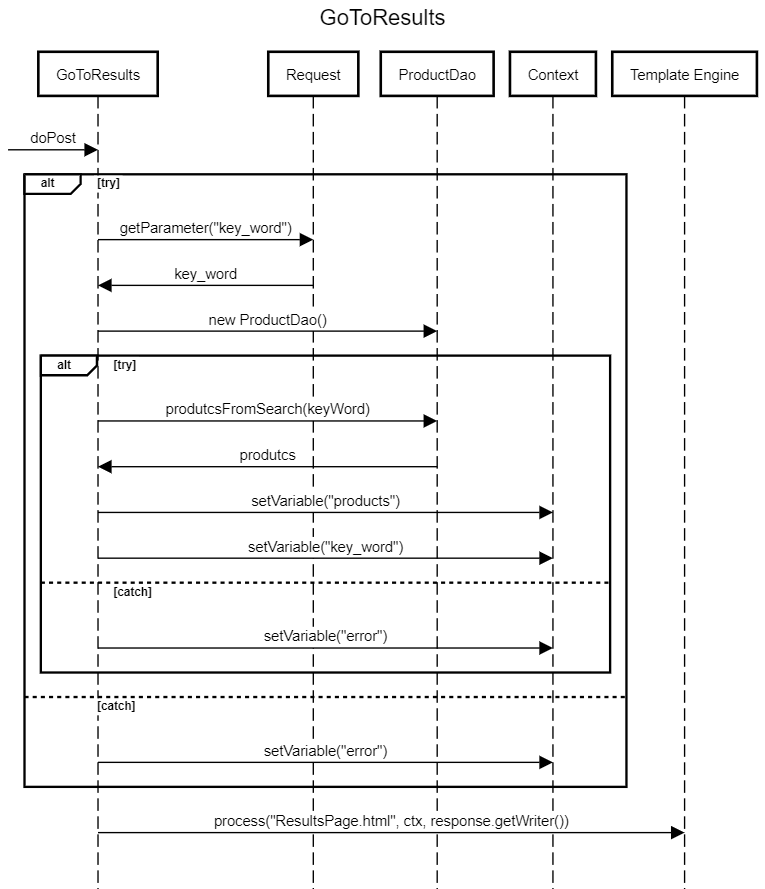 GoToResults
GoToResults
Request
ProductDao
Context
Template Engine
doPost
alt
[try]
getParameter("key_word")
key_word
new ProductDao()
alt
[try]
produtcsFromSearch(keyWord)
produtcs
setVariable("products")
setVariable("key_word")
[catch]
setVariable("error")
[catch]
setVariable("error")
process("ResultsPage.html", ctx, response.getWriter())